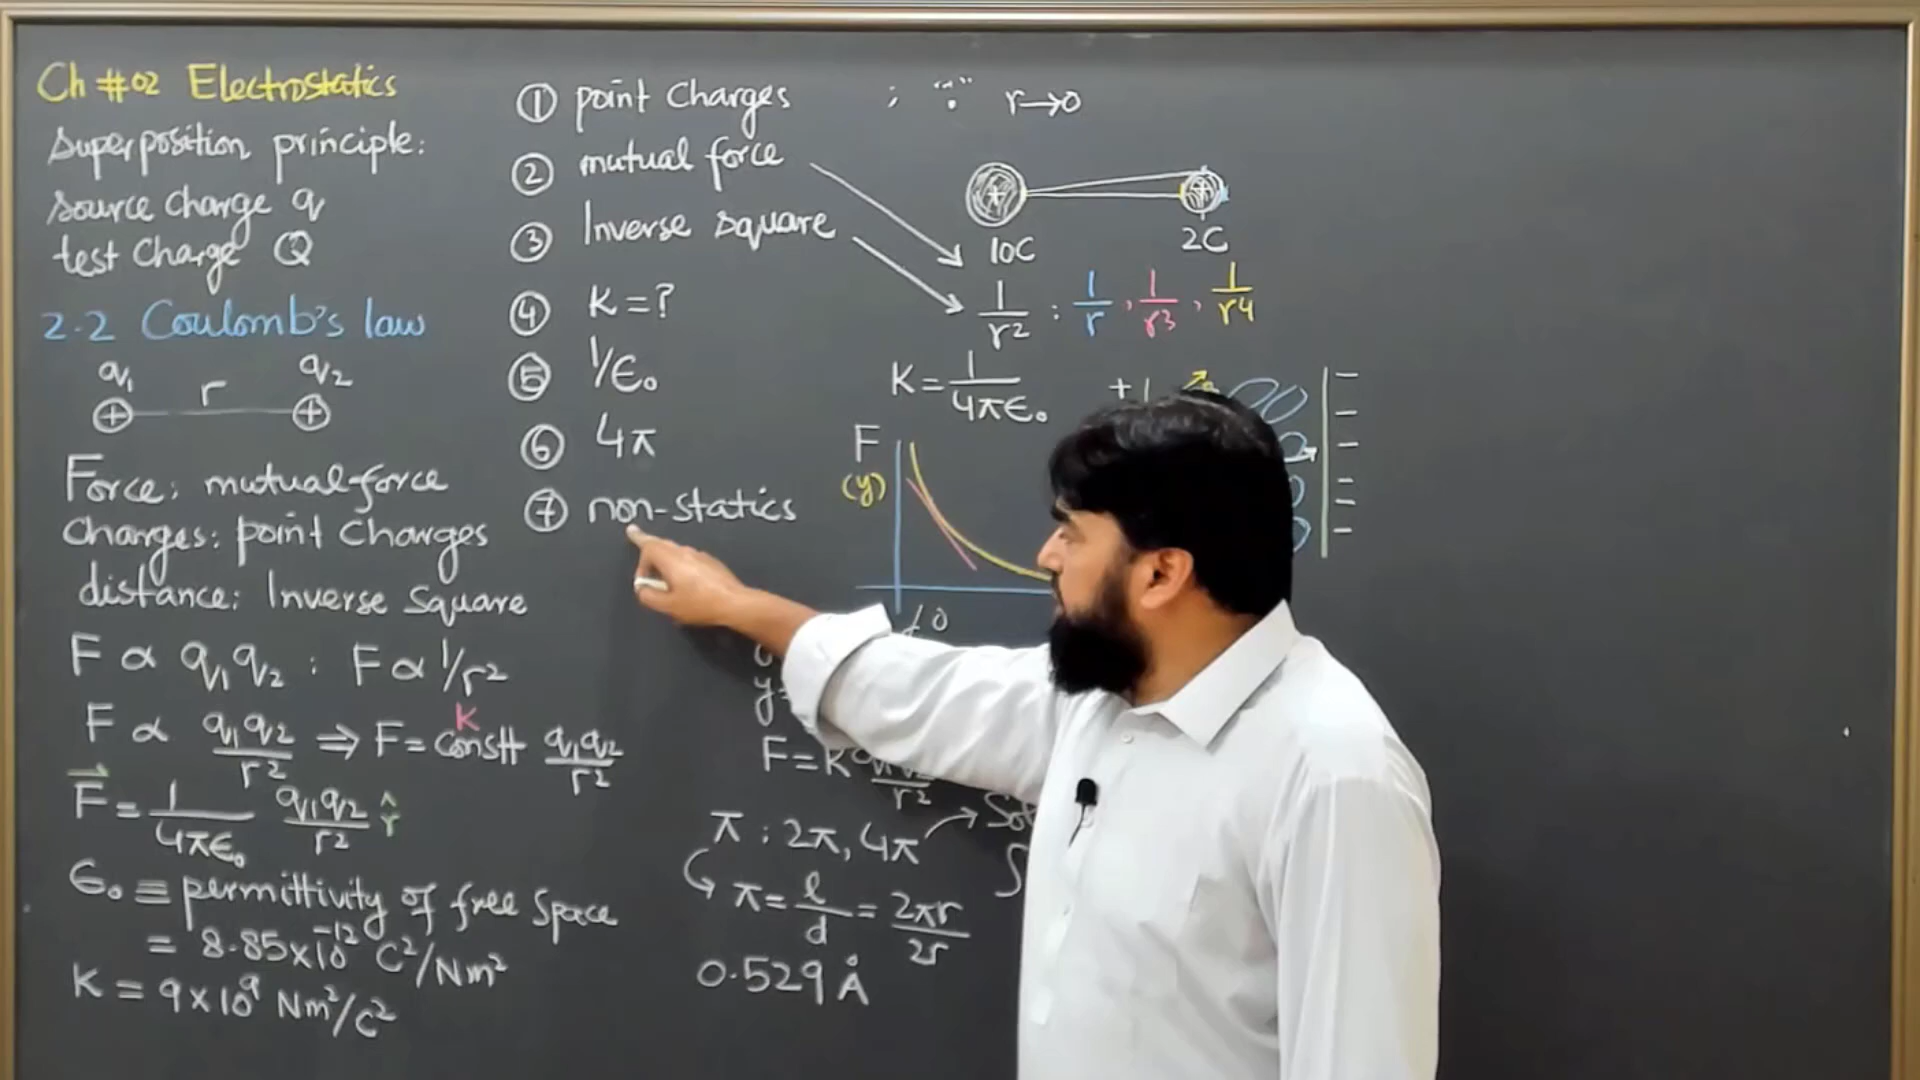 Ch #02 Electrostatics
Superposition principle:
source charge q
test charge Q
2.2 Coulomb's law
q₁ r q₂
+ +
Force: mutual force
Charges: point Charges
distance: Inverse Square
F ∝ q₁q₂ : F ∝ 1/r²
F ∝ q₁q₂/r² ⇒ F = constt q₁q₂/r²
K
F⃗ = 1/4πϵ₀ q₁q₂/r² r̂
ϵ₀ ≡ permittivity of free Space
= 8.85×10⁻¹² C²/Nm²
K = 9×10⁹ Nm²/C²
① point Charges ; ∵ r→0
② mutual force
③ Inverse square
④ K = ?
⑤ 1/ϵ₀
⑥ 4π
⑦ non-statics
+ +
10C 2C
1/r² : 1/r , 1/r3 , 1/r4
K = 1/4πϵ₀
F
(y)
0
y =
F = K q₁q₂/r²
π : 2π, 4π →
π = l/d = 2πr/2r
0.529 Å